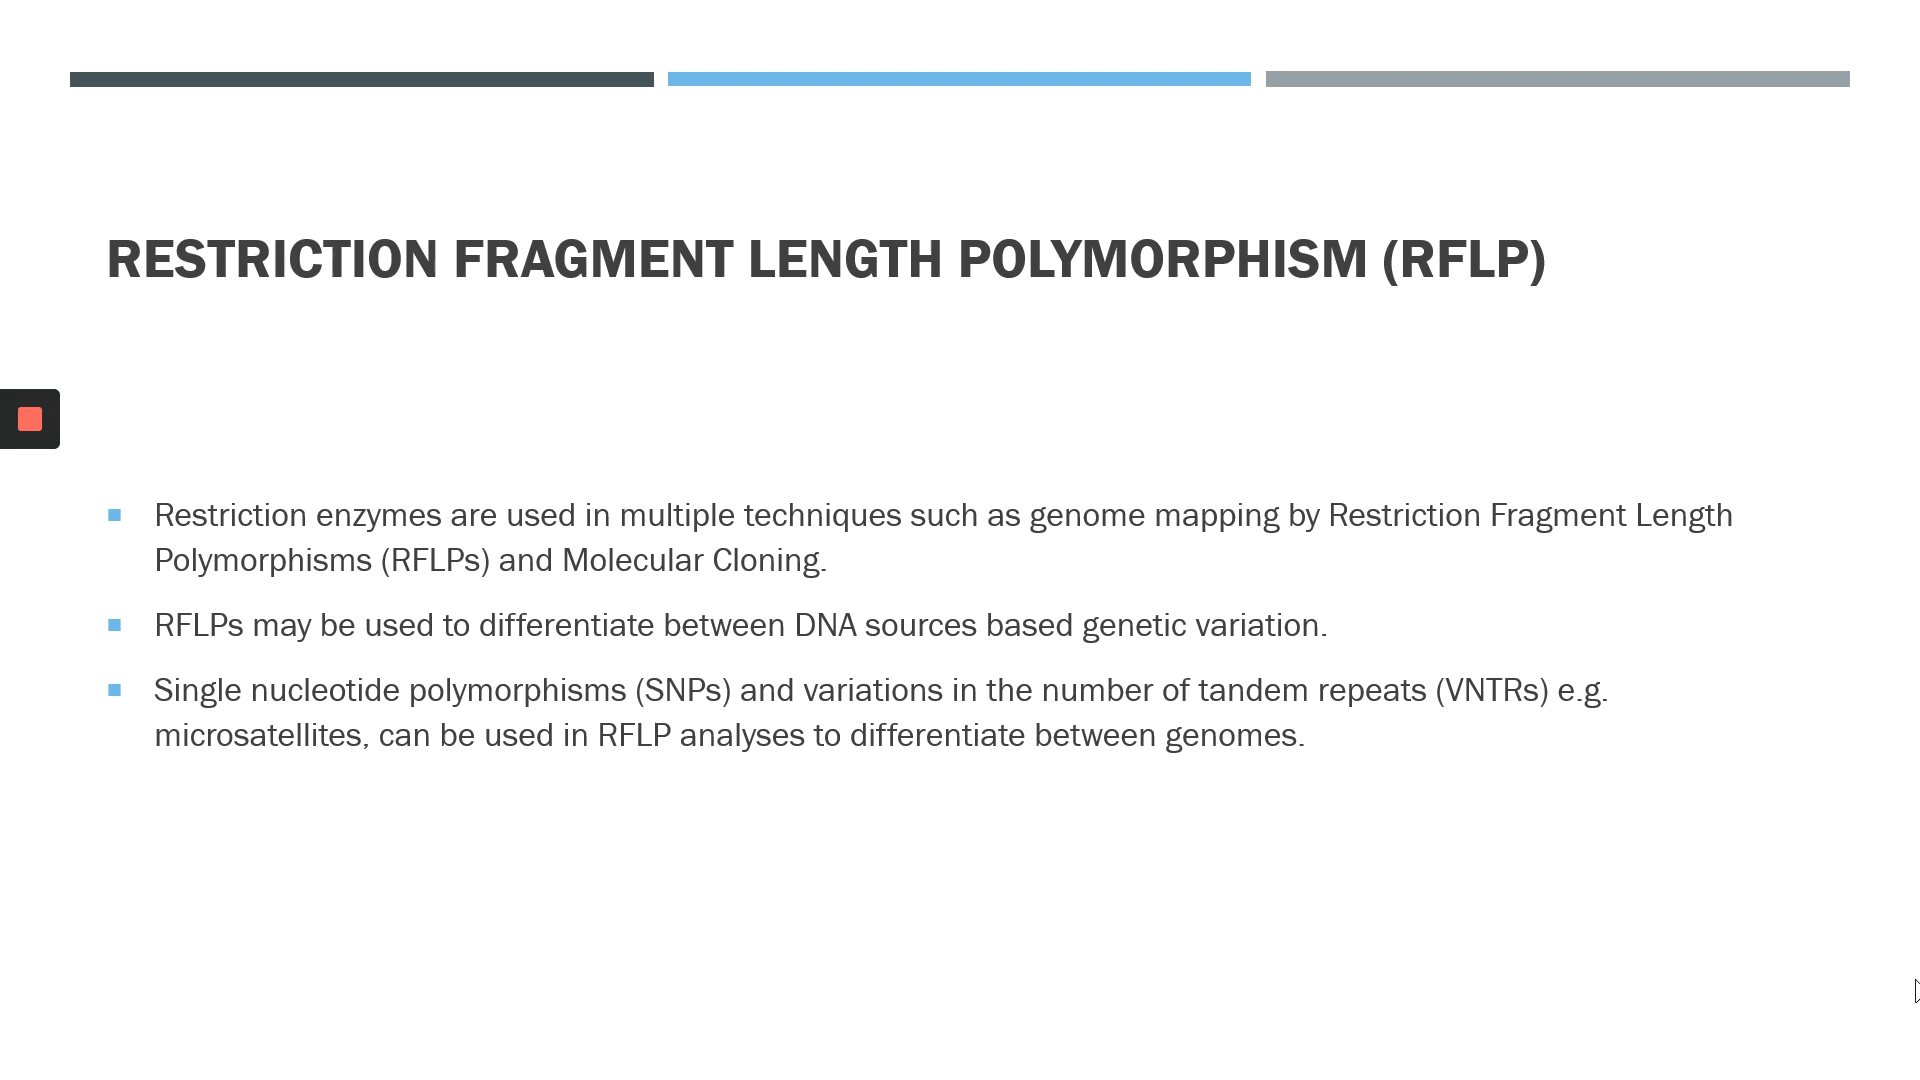 RESTRICTION FRAGMENT LENGTH POLYMORPHISM (RFLP)
Restriction enzymes are used in multiple techniques such as genome mapping by Restriction Fragment Length
Polymorphisms (RFLPs) and Molecular Cloning.
RFLPs may be used to differentiate between DNA sources based genetic variation.
Single nucleotide polymorphisms (SNPs) and variations in the number of tandem repeats (VNTRs) e.g.
microsatellites, can be used in RFLP analyses to differentiate between genomes.